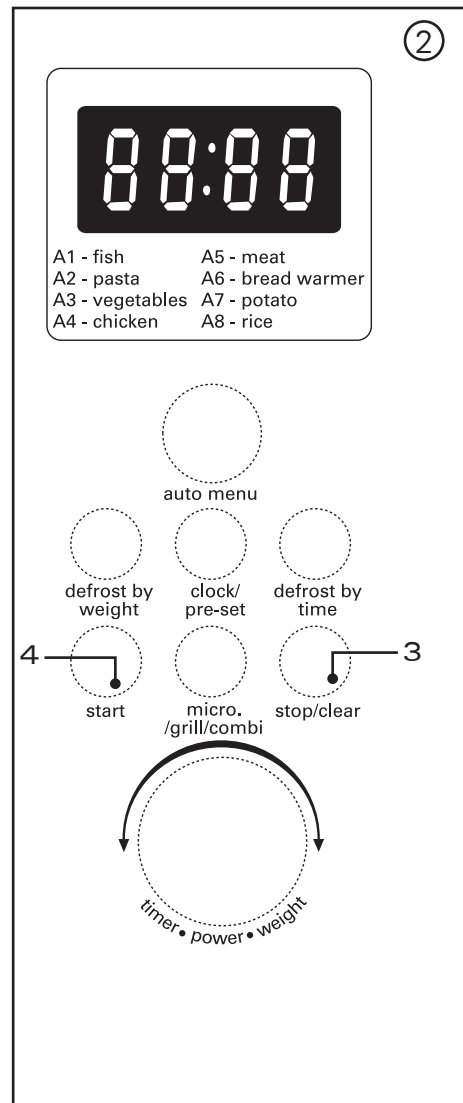 2
88:88
A1 - fish
A2 - pasta
A3 - vegetables
A4 - chicken
A5 - meat
A6 - bread warmer
A7 - potato
A8 - rice
auto menu
defrost by
weight
clock/
pre-set
defrost by
time
4
3
start
micro.
/grill/combi
stop/clear
timer • power • weight